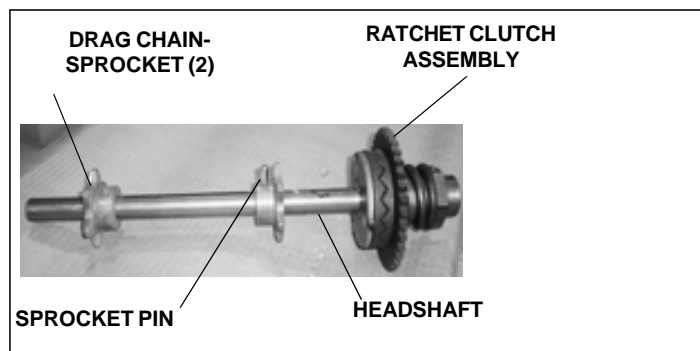 DRAG CHAIN-
SPROCKET (2)
RATCHET CLUTCH
ASSEMBLY
SPROCKET PIN
HEADSHAFT